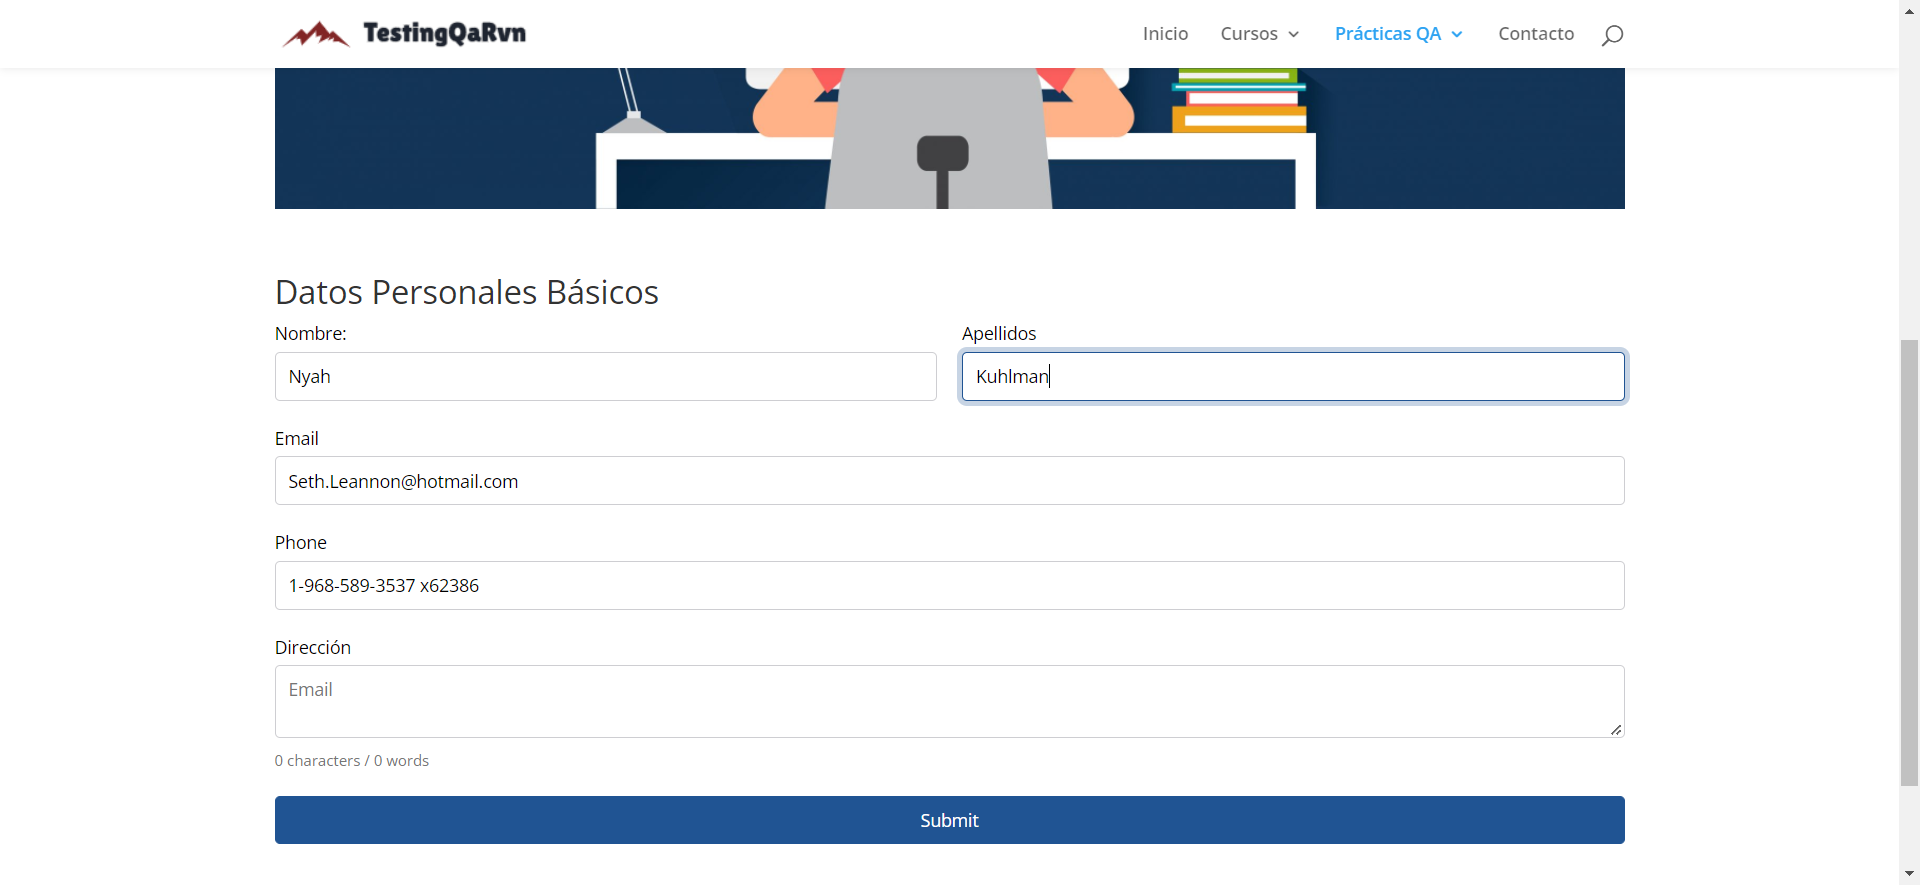 TestingQaRvn
Inicio Cursos Prácticas QA Contacto
Datos Personales Básicos
Nombre: Apellidos
Nyah Kuhlman
Email
Seth.Leannon@hotmail.com
Phone
1-968-589-3537 x62386
Dirección
Email
0 characters / 0 words
Submit